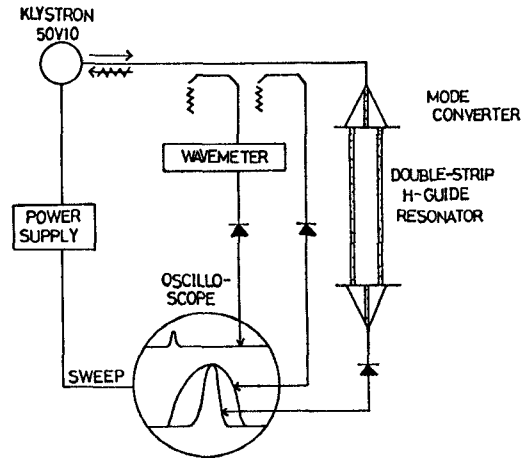 KLYSTRON
50V10
MODE
CONVERTER
WAVEMETER
DOUBLE-STRIP
H-GUIDE
RESONATOR
POWER
SUPPLY
OSCILLO-
SCOPE
SWEEP